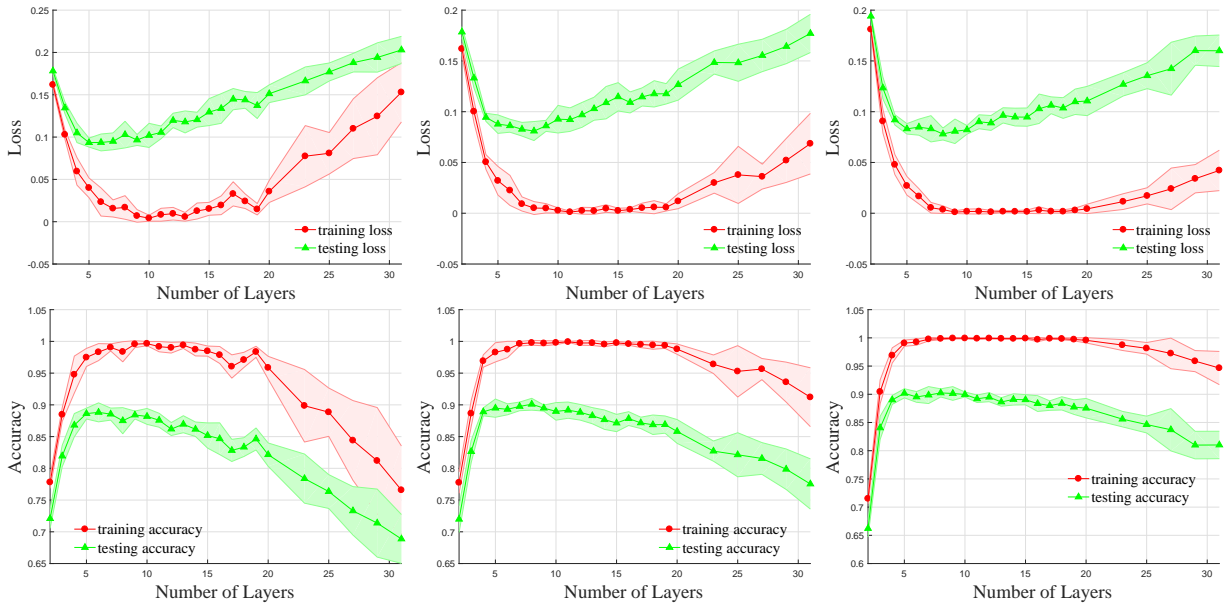 0.25
0.2
0.15
0.1
0.05
0
-0.05
Loss
5 10 15 20 25 30
Number of Layers
training loss
testing loss
0.2
0.15
0.1
0.05
0
-0.05
Loss
5 10 15 20 25 30
Number of Layers
training loss
testing loss
0.2
0.15
0.1
0.05
0
-0.05
Loss
5 10 15 20 25 30
Number of Layers
training loss
testing loss
1.05
1
0.95
0.9
0.85
0.8
0.75
0.7
0.65
Accuracy
5 10 15 20 25 30
Number of Layers
training accuracy
testing accuracy
1.05
1
0.95
0.9
0.85
0.8
0.75
0.7
0.65
Accuracy
5 10 15 20 25 30
Number of Layers
training accuracy
testing accuracy
1.05
1
0.95
0.9
0.85
0.8
0.75
0.7
0.65
0.6
Accuracy
5 10 15 20 25 30
Number of Layers
training accuracy
testing accuracy